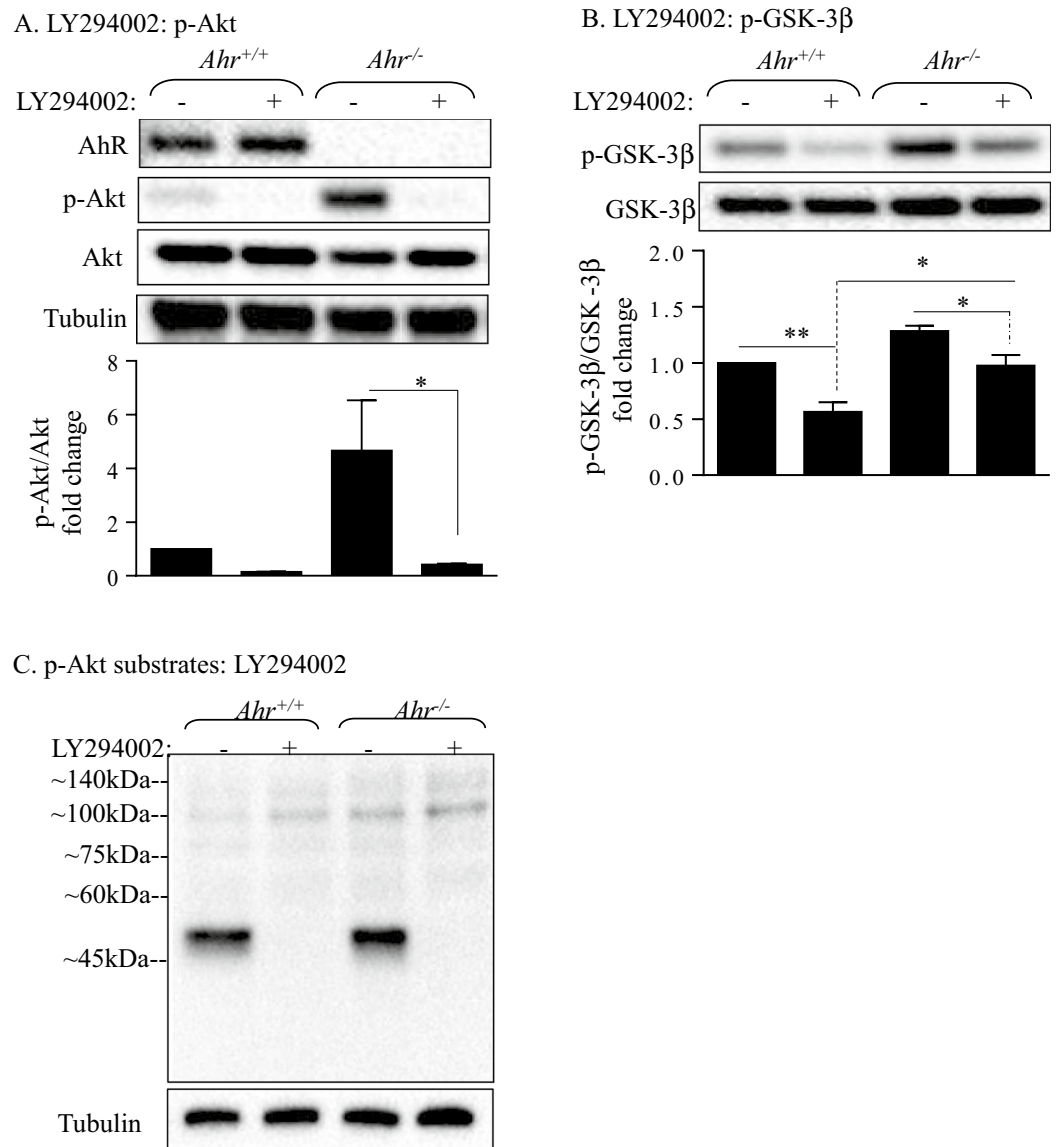 A. LY294002: p-Akt
Ahr+/+ Ahr-/-
LY294002: - + - +
AhR
p-Akt
Akt
Tubulin
8
6
4
2
0
p-Akt/Akt
fold change
*
B. LY294002: p-GSK-3β
Ahr+/+ Ahr-/-
LY294002: - + - +
p-GSK-3β
GSK-3β
2.0
1.5
1.0
0.5
0.0
p-GSK-3β/GSK -3β
fold change
*
** *
C. p-Akt substrates: LY294002
Ahr+/+ Ahr-/-
LY294002: - + - +
~140kDa--
~100kDa--
~75kDa--
~60kDa--
~45kDa--
Tubulin